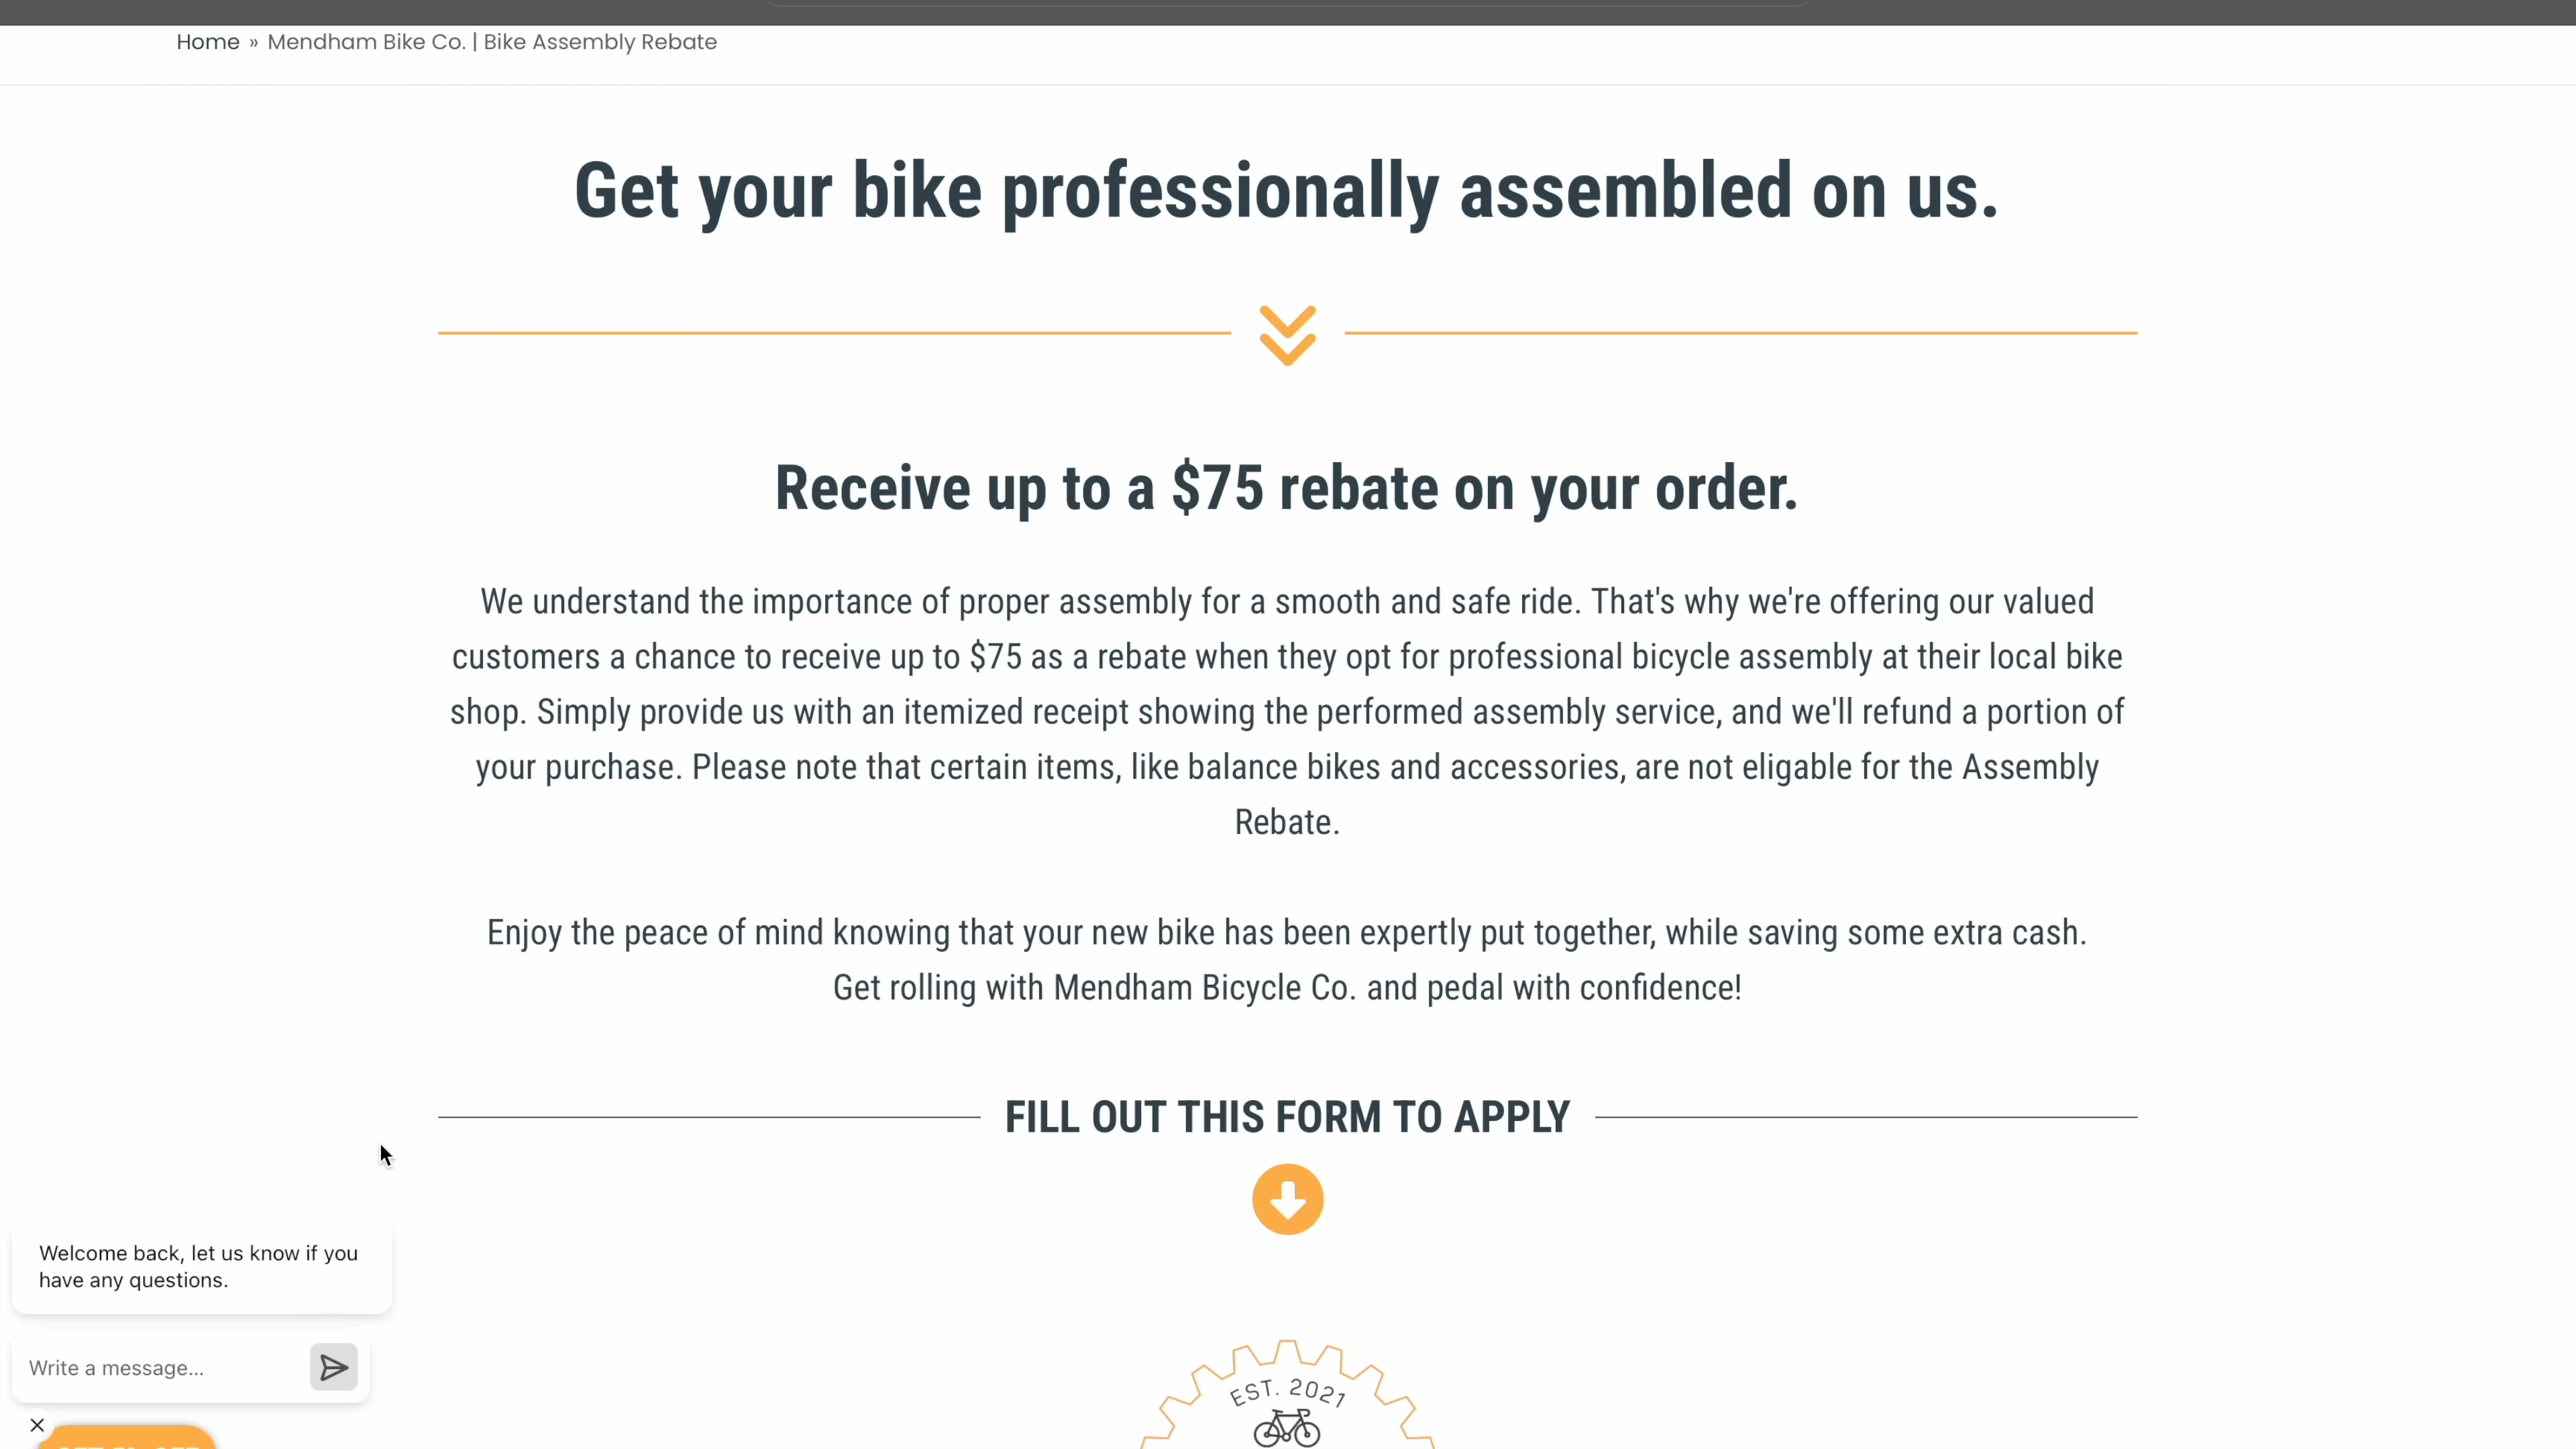 Home » Mendham Bike Co. | Bike Assembly Rebate
Get your bike professionally assembled on us.
Receive up to a $75 rebate on your order.
We understand the importance of proper assembly for a smooth and safe ride. That's why we're offering our valued
customers a chance to receive up to $75 as a rebate when they opt for professional bicycle assembly at their local bike
shop. Simply provide us with an itemized receipt showing the performed assembly service, and we'll refund a portion of
your purchase. Please note that certain items, like balance bikes and accessories, are not eligable for the Assembly
Rebate.
Enjoy the peace of mind knowing that your new bike has been expertly put together, while saving some extra cash.
Get rolling with Mendham Bicycle Co. and pedal with confidence!
FILL OUT THIS FORM TO APPLY
Welcome back, let us know if you
have any questions.
Write a message...
EST. 2021